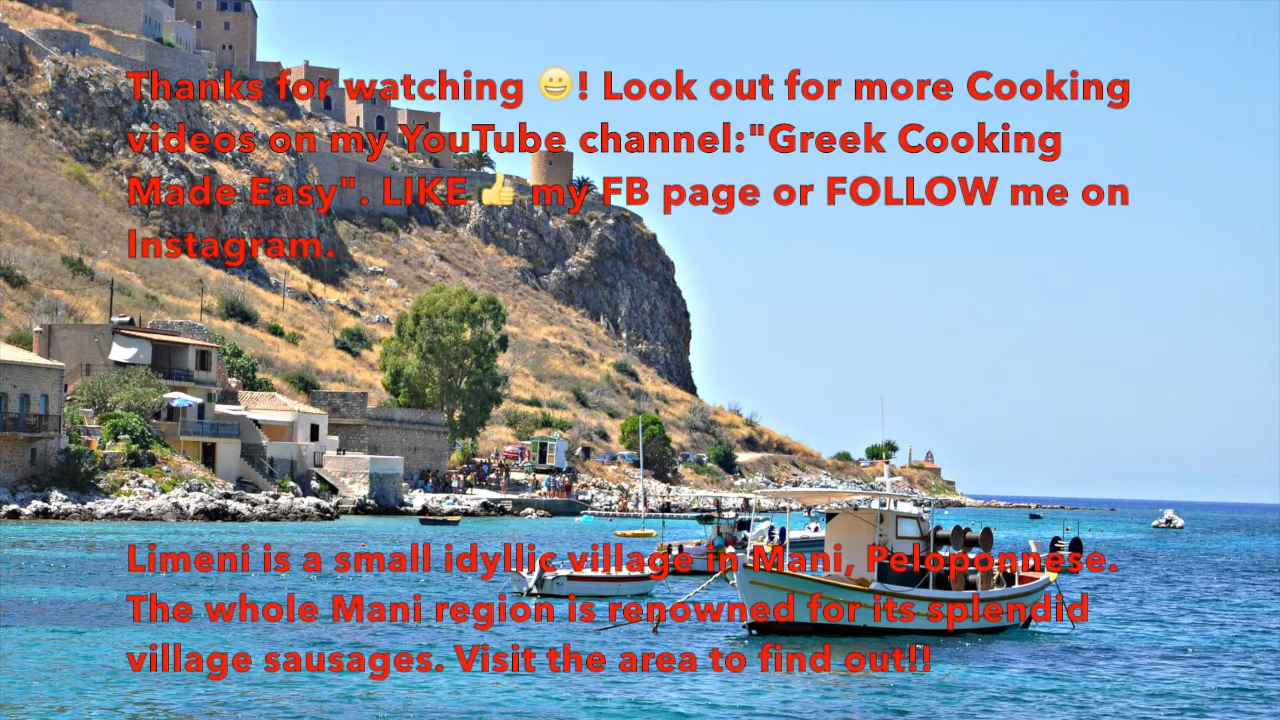 Thanks for watching 😀! Look out for more Cooking
videos on my YouTube channel:"Greek Cooking
Made Easy". LIKE 👍 my FB page or FOLLOW me on
Instagram.
Limeni is a small idyllic village in Mani, Peloponnese.
The whole Mani region is renowned for its splendid
village sausages. Visit the area to find out!!